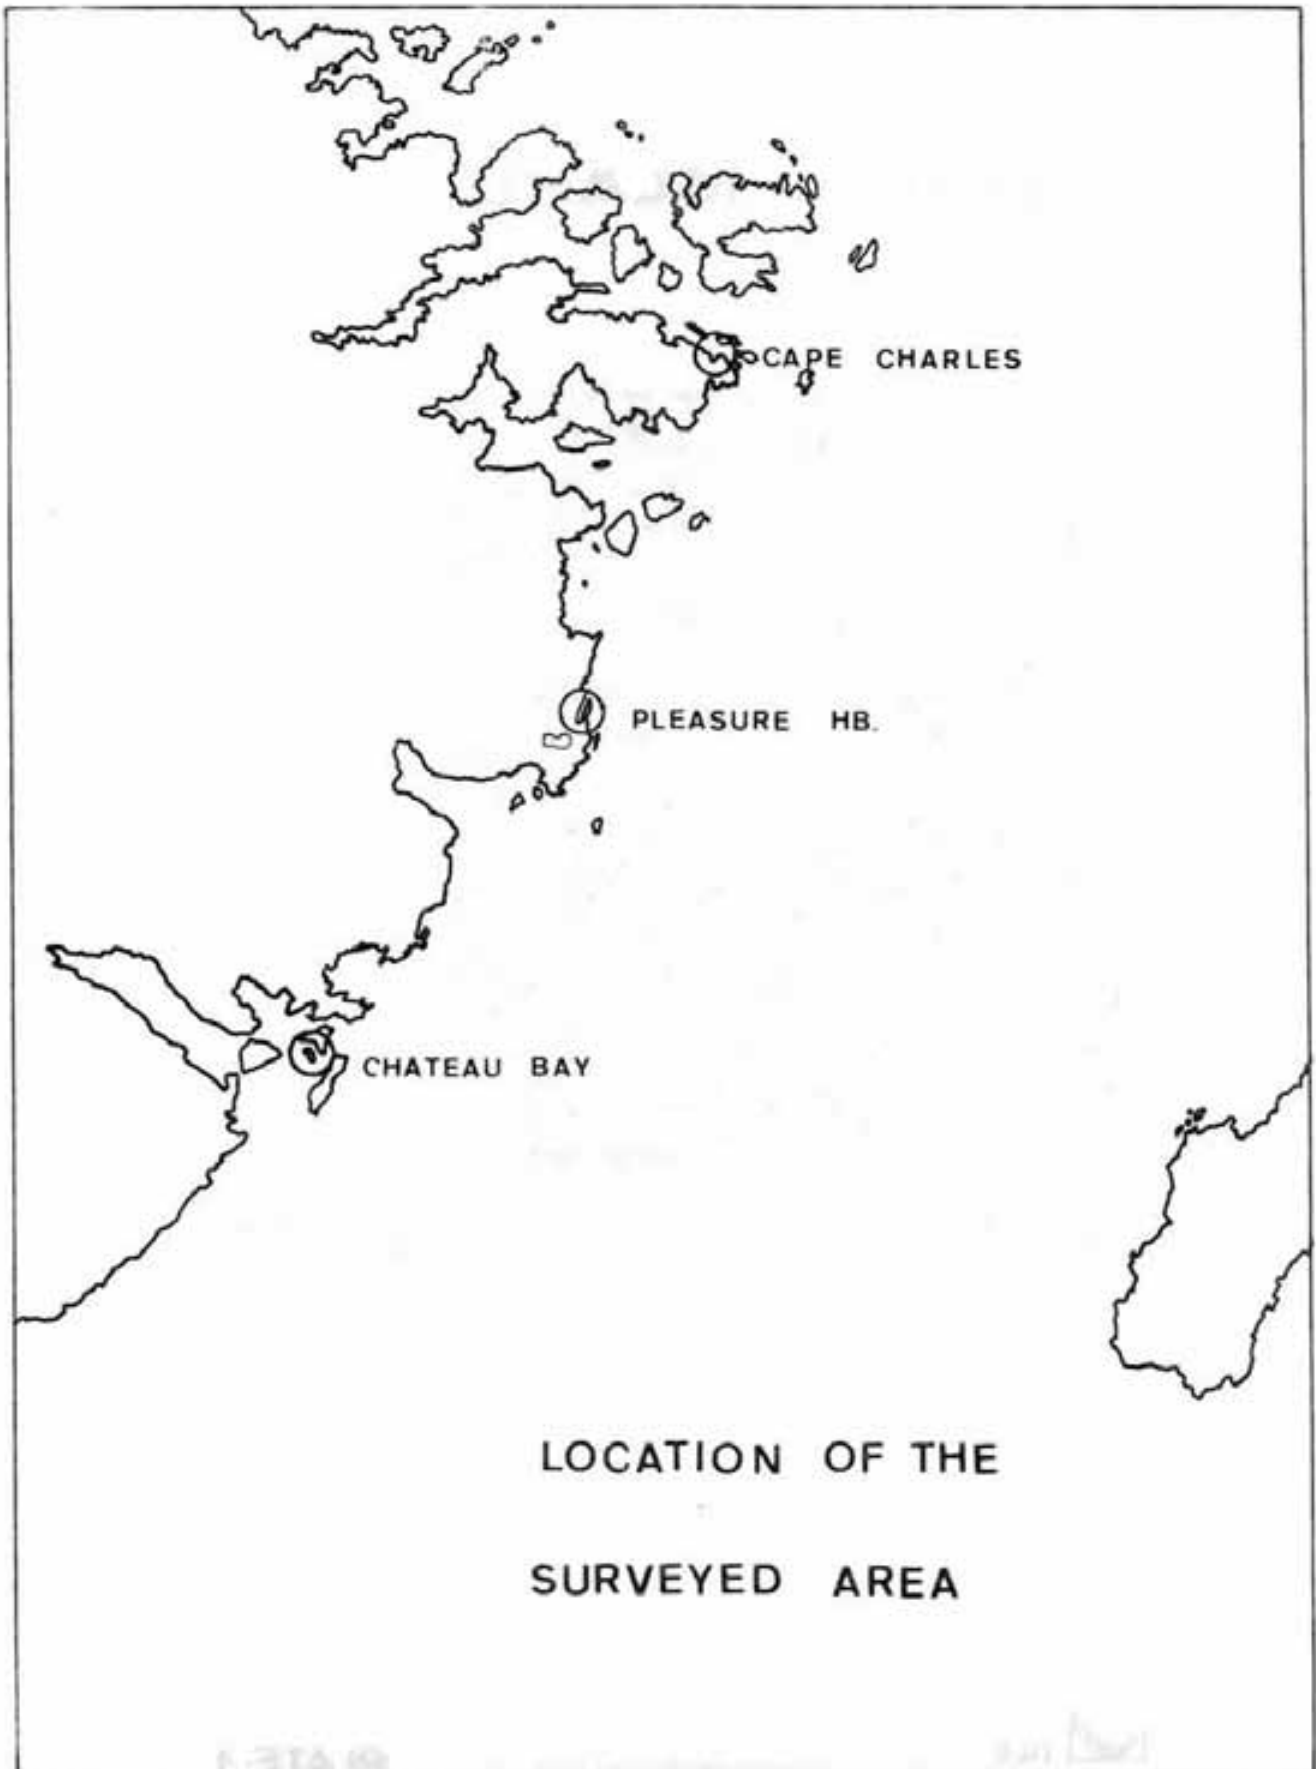 CAPE CHARLES
PLEASURE HB.
CHATEAU BAY
LOCATION OF THE
SURVEYED AREA